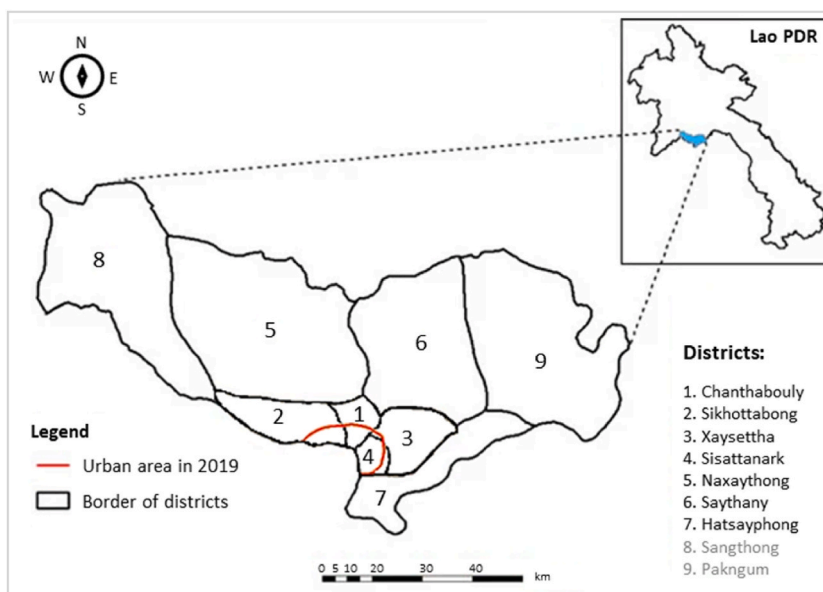 Lao PDR
N
W E
S
8
5
6
9
2
1
3
4
7
Districts:
1. Chanthabouly
2. Sikhottabong
3. Xaysettha
4. Sisattanark
5. Naxaythong
6. Saythany
7. Hatsayphong
8. Sangthong
9. Pakngum
Legend
Urban area in 2019
Border of districts
0 5 10 20 30 40
km